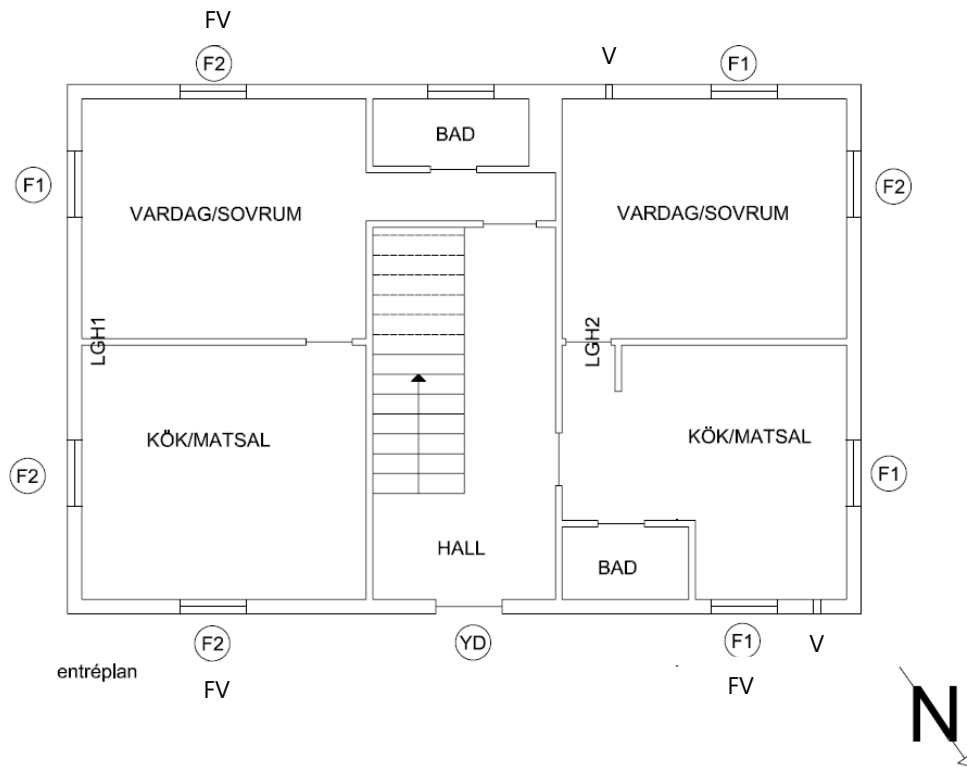 FV
F2
V
F1
BAD
F1
VARDAG/SOVRUM
VARDAG/SOVRUM
F2
LGH1
LGH2
KÖK/MATSAL
KÖK/MATSAL
F2
F1
HALL
BAD
F2
YD
F1
V
entréplan
FV
FV
N